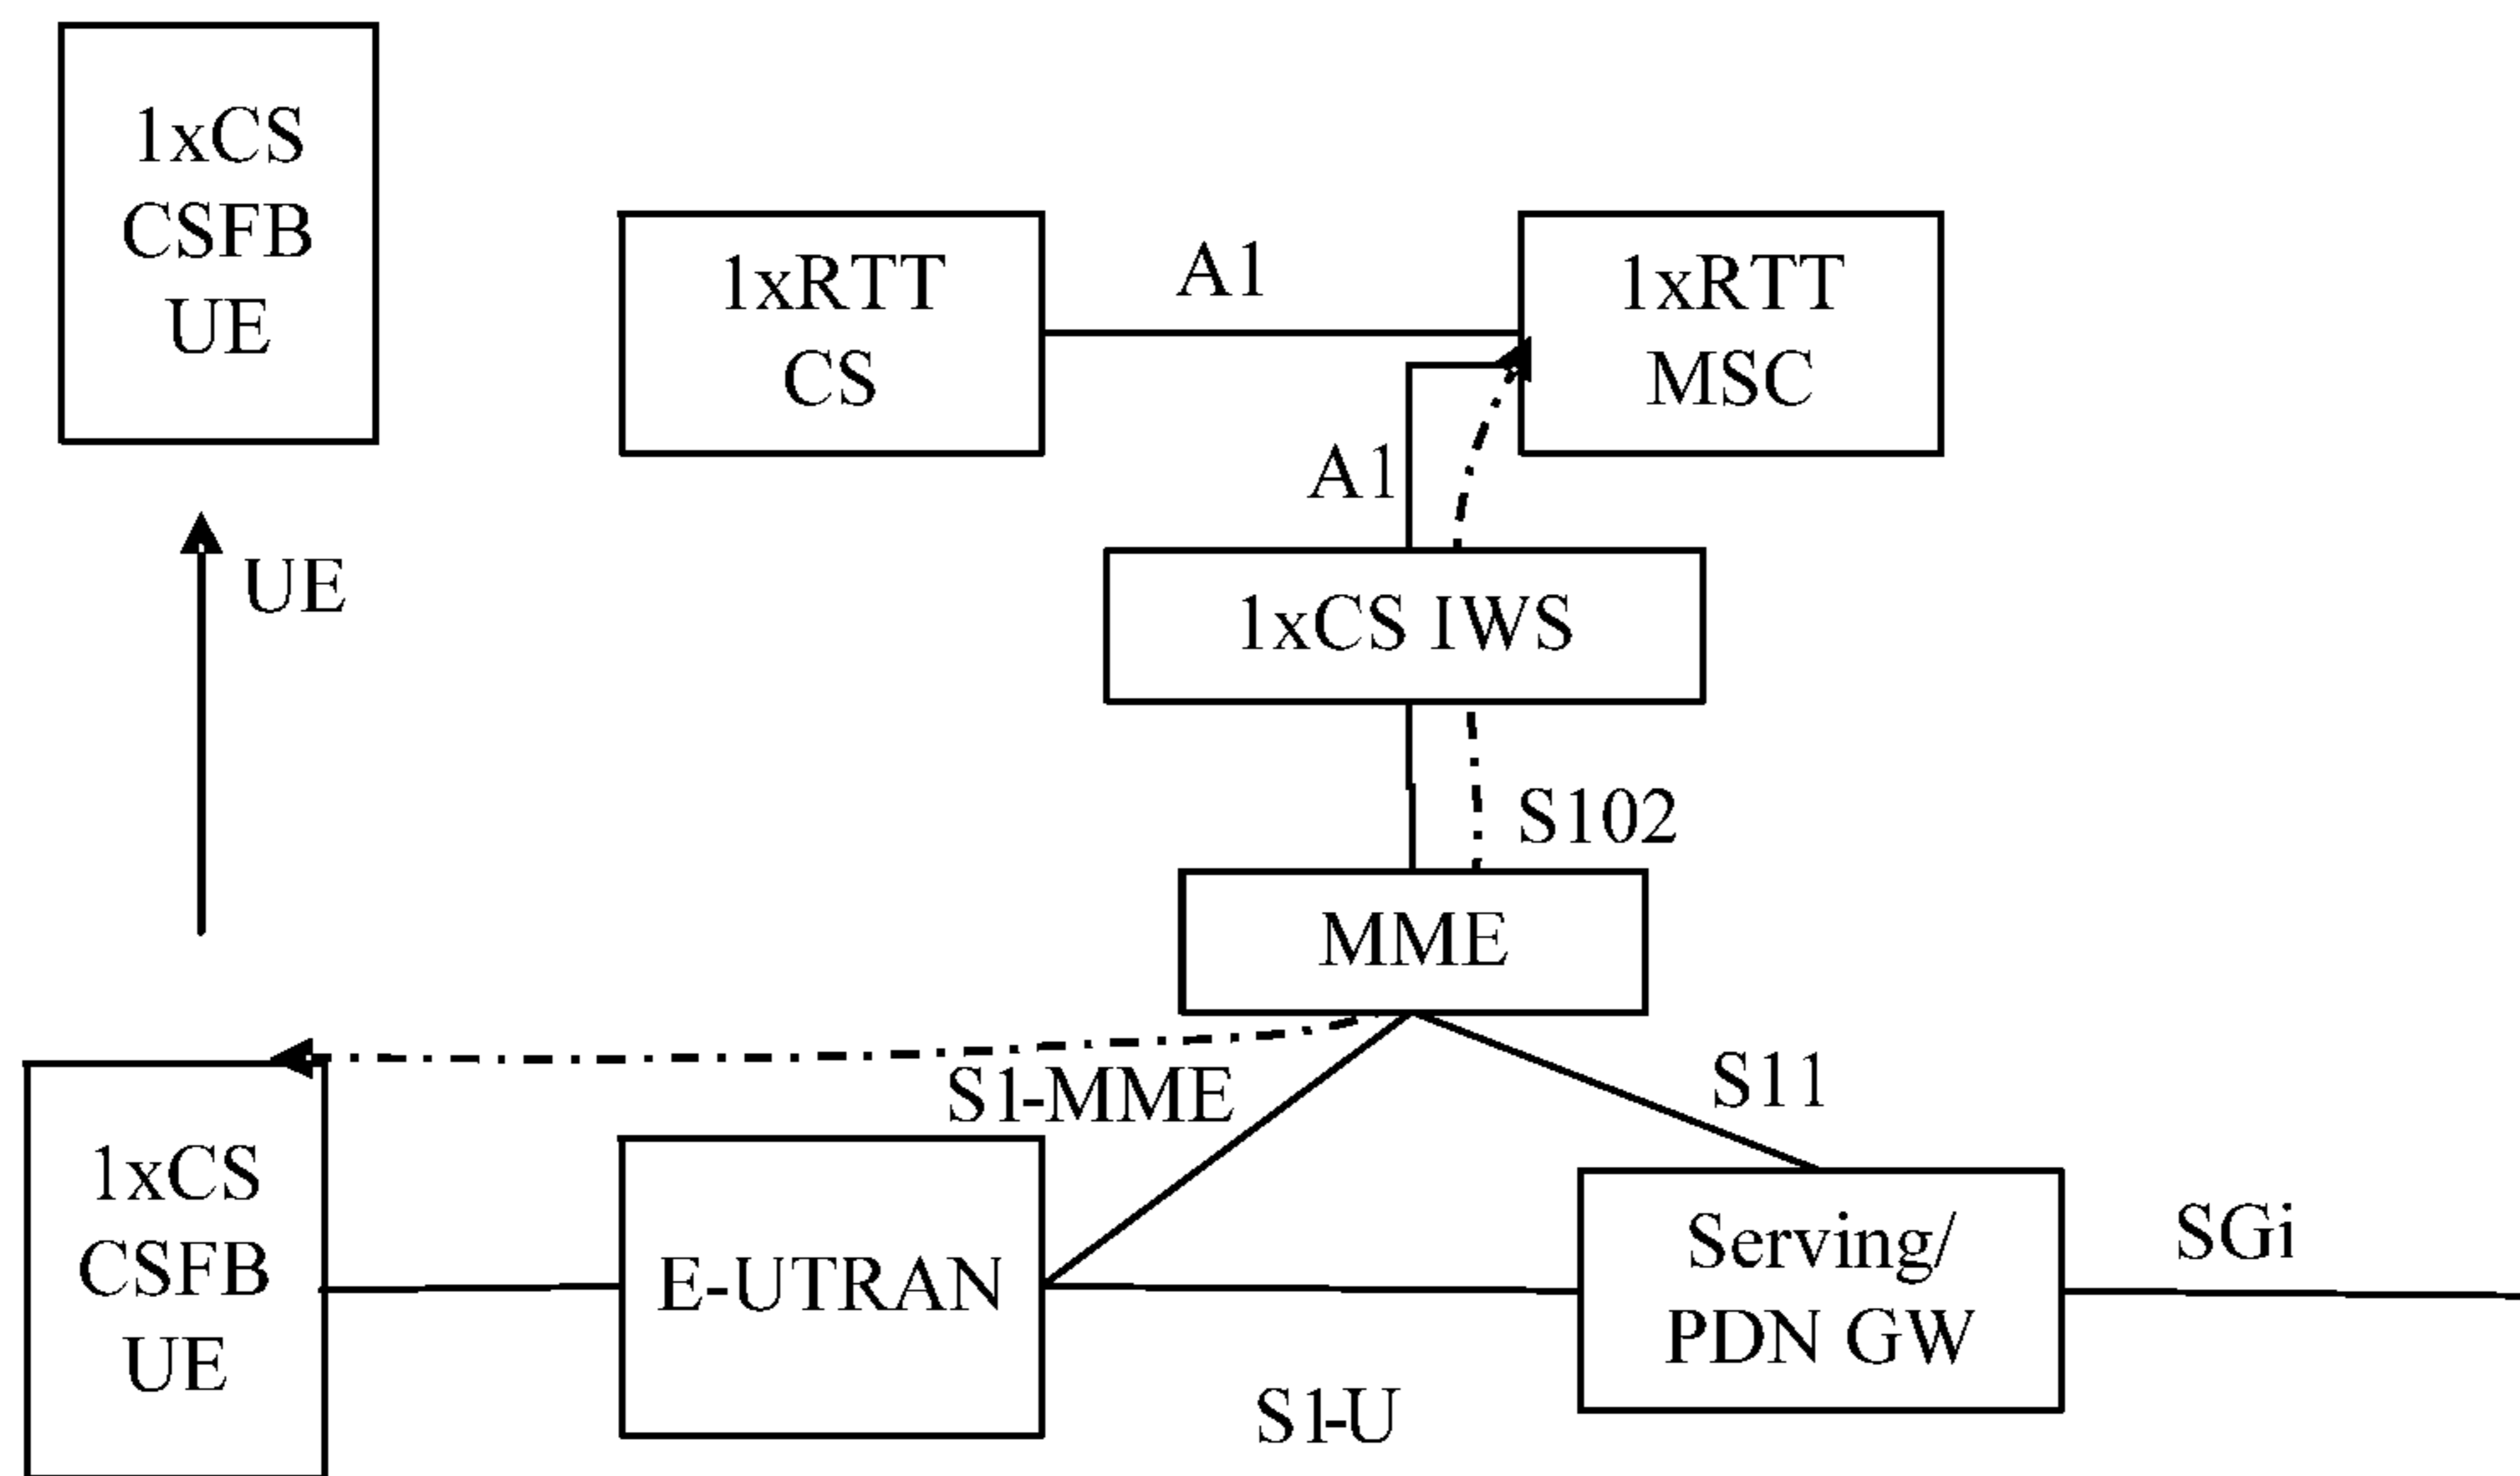 1xCS
CSFB
UE
1xRTT
CS
A1
1xRTT
MSC
A1
UE
1xCS IWS
S102
MME
S1-MME
S11
1xCS
CSFB
UE
E-UTRAN
Serving/
PDN GW
SGi
S1-U